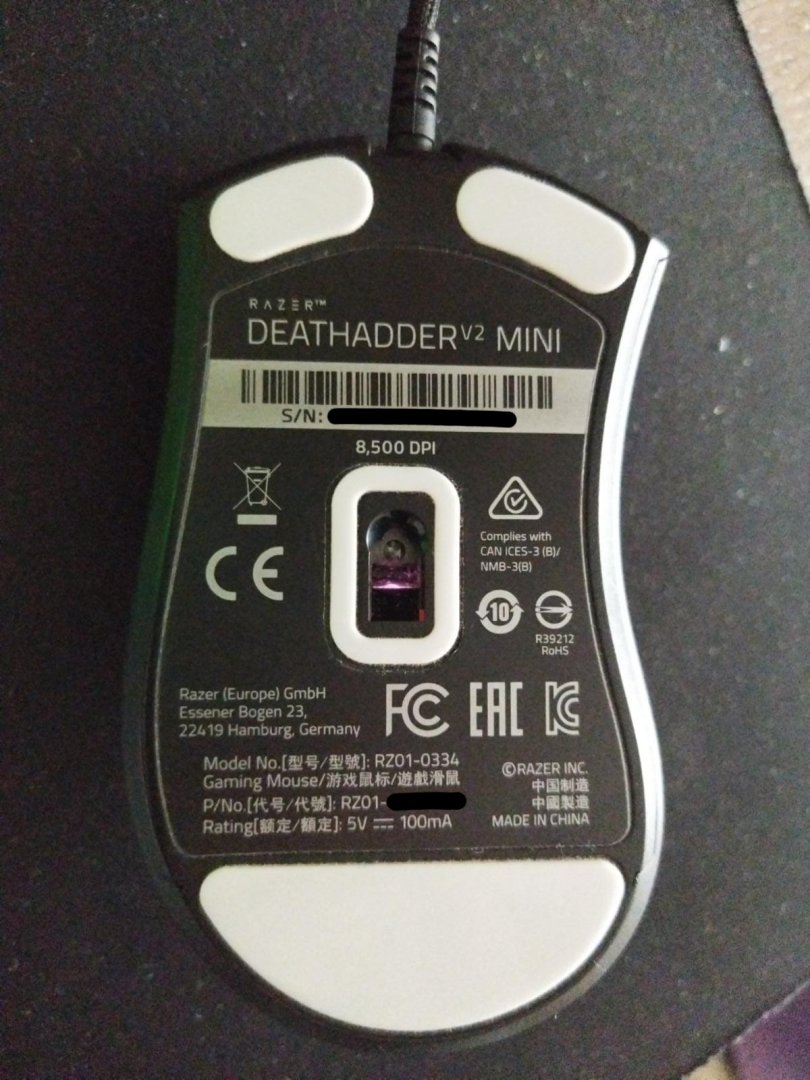 RAZER™
DEATHADDER V2 MINI
S/N:
8,500 DPI
Complies with
CAN ICES-3 (B)/
NMB-3(B)
CE
10
R39212
RoHS
Razer (Europe) GmbH
Essener Bogen 23,
22419 Hamburg, Germany
FC EAC KC
Model No.[型号/型號]: RZ01-0334
Gaming Mouse/游戏鼠标/遊戲滑鼠
P/No.[代号/代號]: RZ01-
Rating[额定/額定]: 5V ⎓ 100mA
©RAZER INC.
中国制造
中國製造
MADE IN CHINA